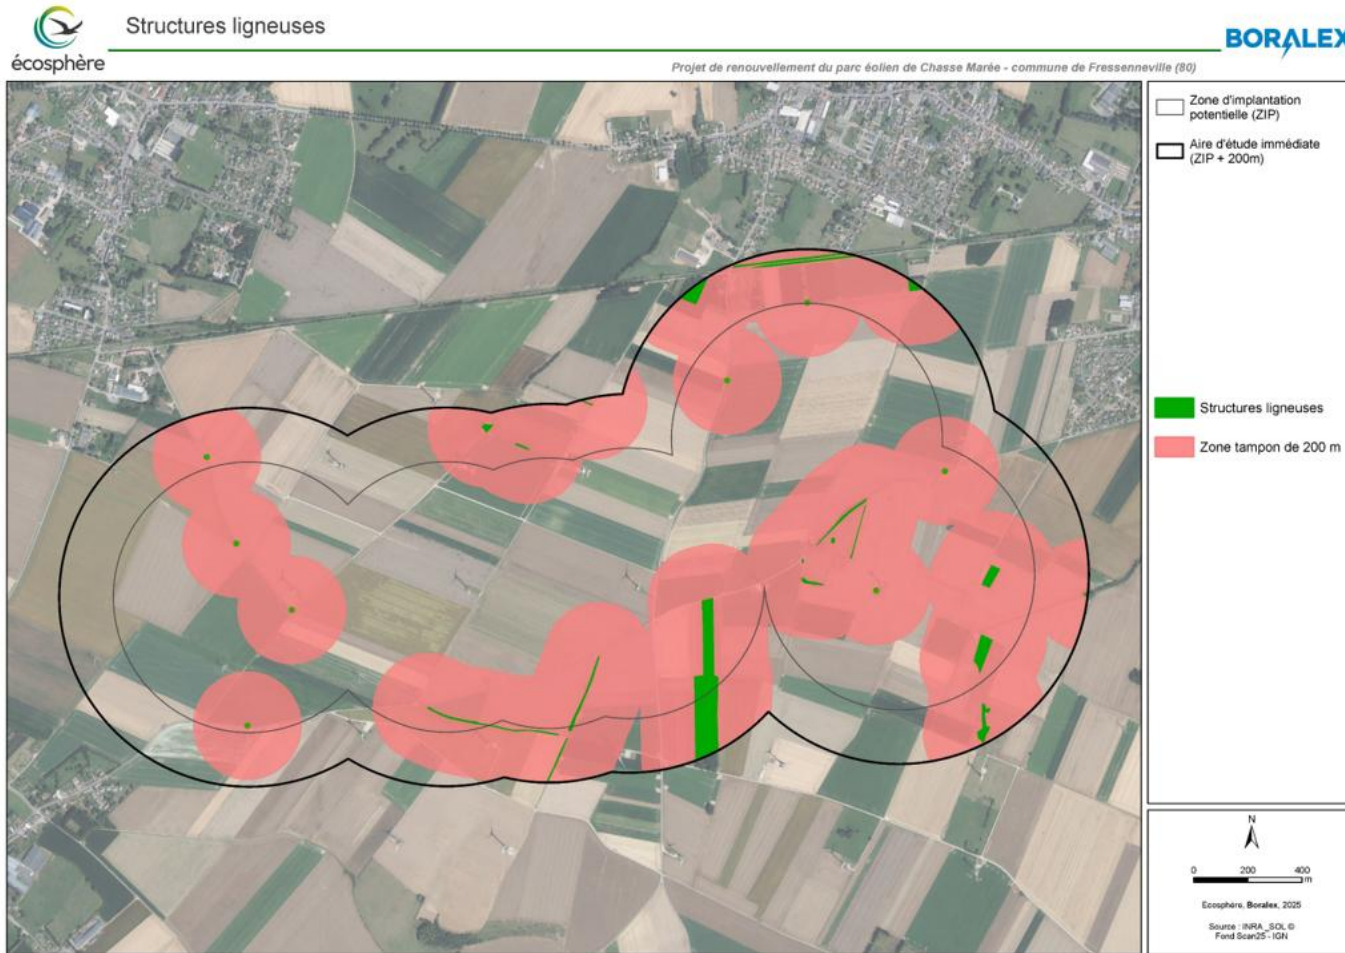 Structures ligneuses
écosphère
BORALEX
Projet de renouvellement du parc éolien de Chasse Marée - commune de Fressenneville (80)
Zone d'implantation
potentielle (ZIP)
Aire d'étude immédiate
(ZIP + 200m)
Structures ligneuses
Zone tampon de 200 m
N
0 200 400
m
Ecosphère, Boralex, 2025
Source : INRA_SOL ©
Fond Scan25 - IGN